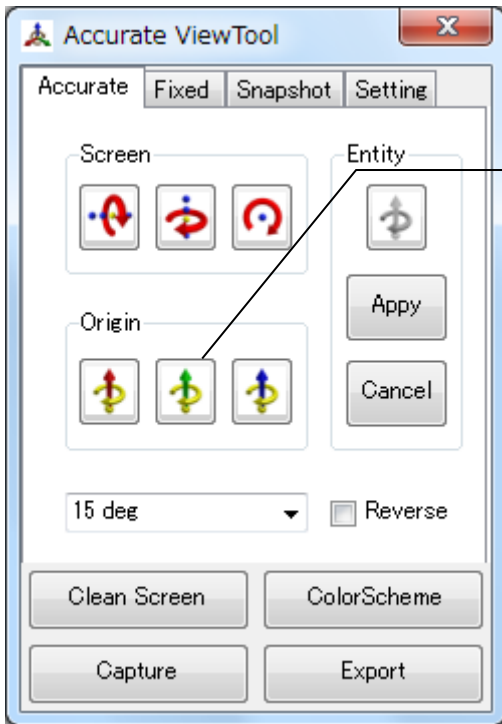 Accurate ViewTool
Accurate Fixed Snapshot Setting
Screen
Entity
Appy
Origin
Cancel
15 deg
Reverse
Clean Screen
ColorScheme
Capture
Export